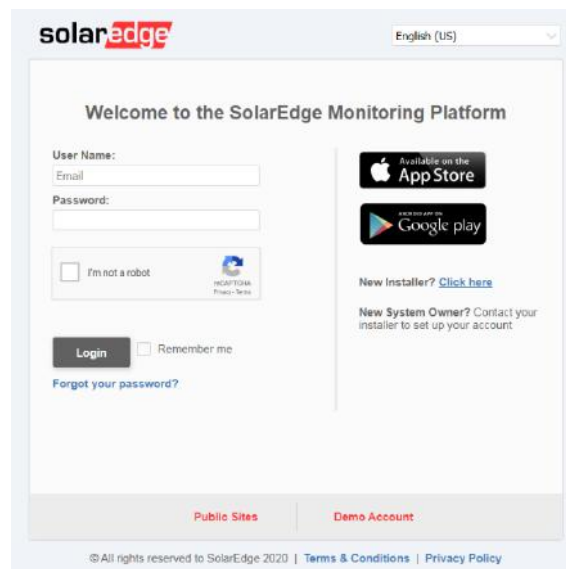 solaredge
English (US)
Welcome to the SolarEdge Monitoring Platform
User Name:
Email
Password:
I'm not a robot
reCAPTCHA
Privacy - Terms
Login
Remember me
Forgot your password?
Available on the
App Store
ANDROID APP ON
Google play
New Installer? Click here
New System Owner? Contact your
installer to set up your account
Public Sites
Demo Account
© All rights reserved to SolarEdge 2020 | Terms & Conditions | Privacy Policy